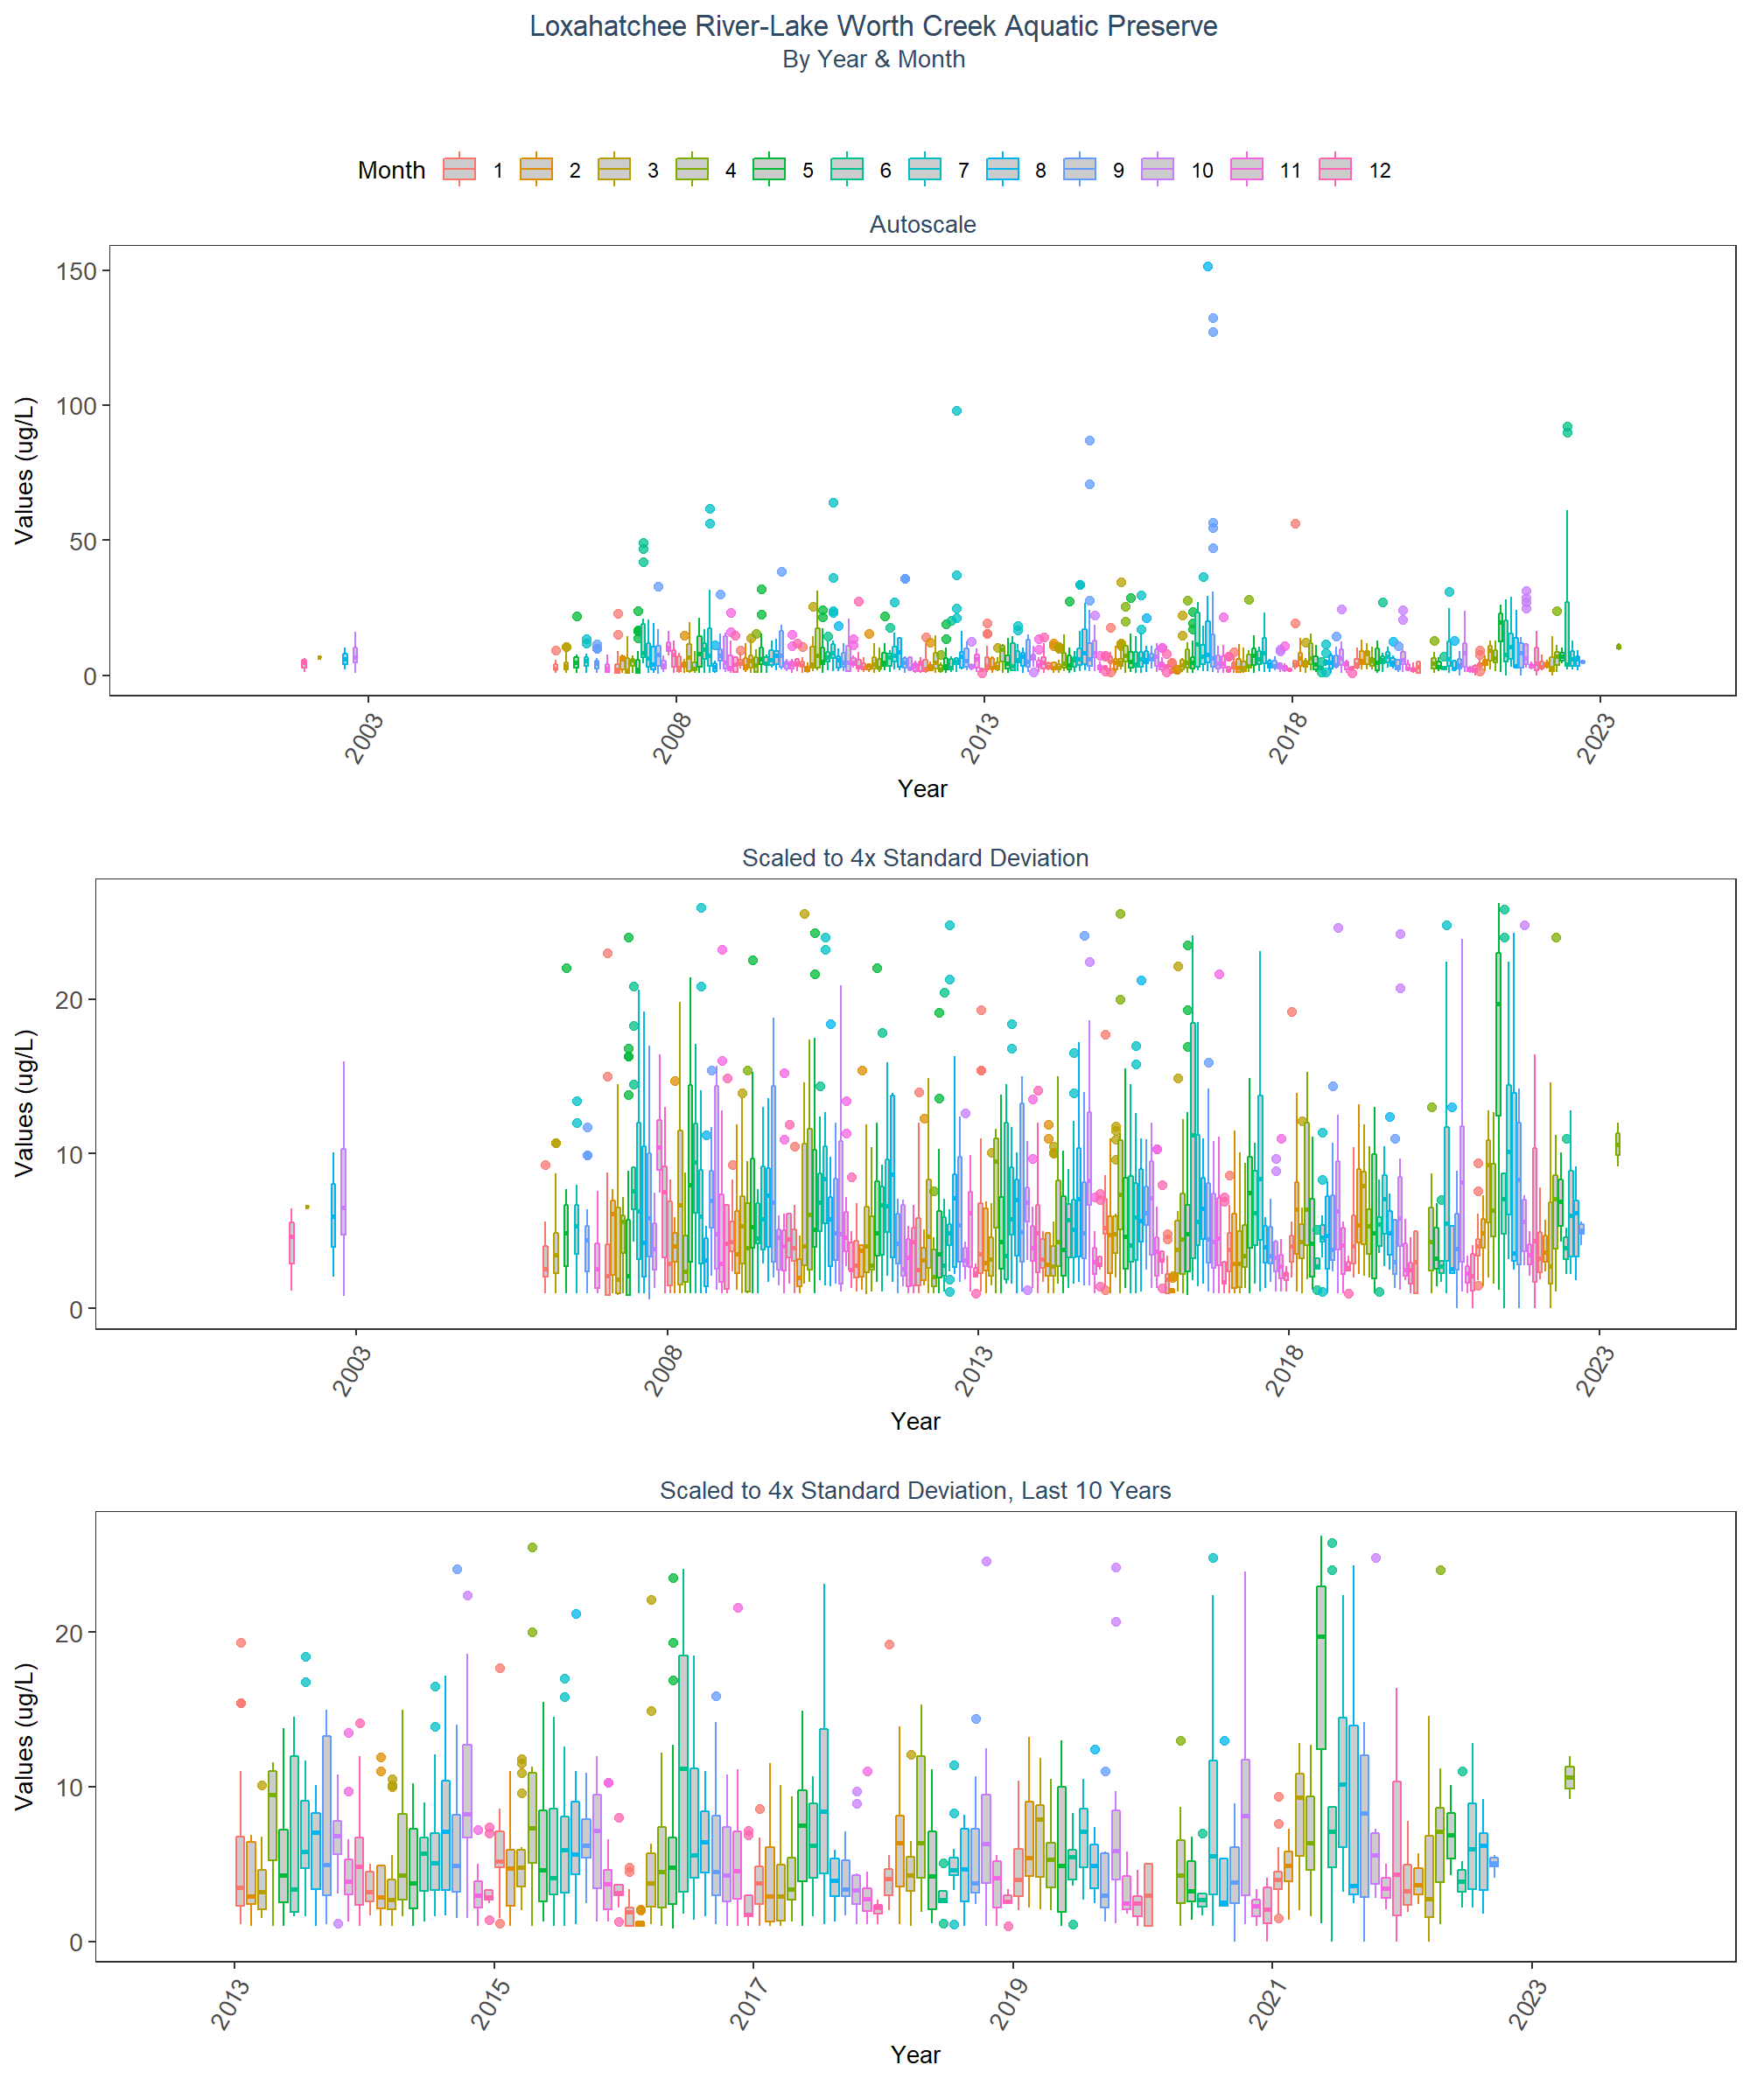 Loxahatchee River-Lake Worth Creek Aquatic Preserve
By Year & Month
Month 1 2 3 4 5 6 7 8 9 10 11 12
Autoscale
Values (ug/L)
150
100
50
0
2003 2008 2013 2018 2023
Year
Scaled to 4x Standard Deviation
Values (ug/L)
20
10
0
2003 2008 2013 2018 2023
Year
Scaled to 4x Standard Deviation, Last 10 Years
Values (ug/L)
20
10
0
2013 2015 2017 2019 2021 2023
Year